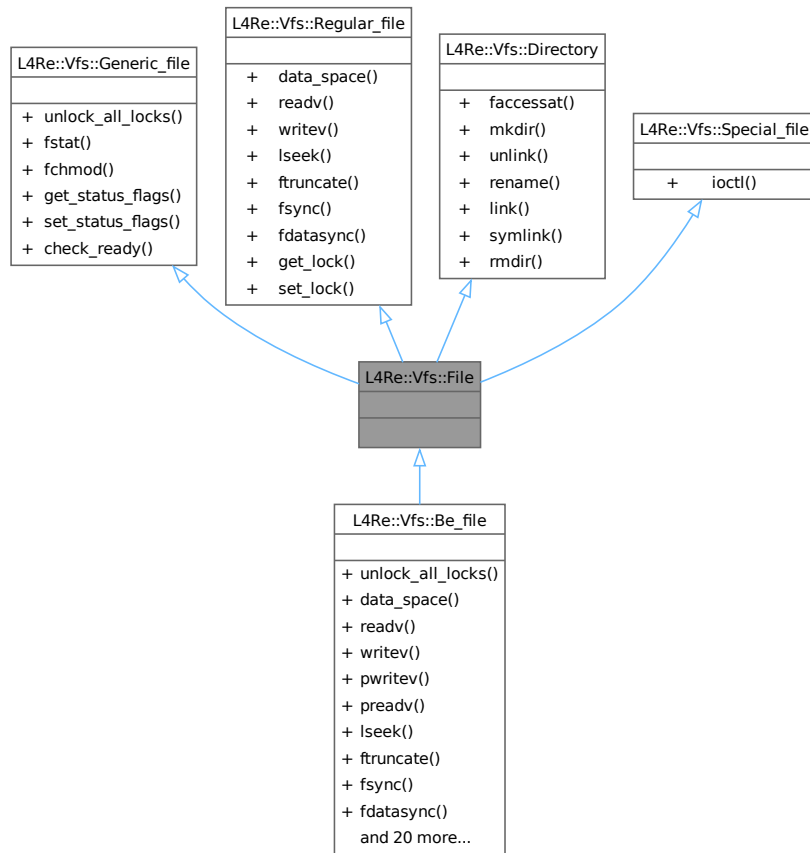 L4Re::Vfs::Generic_file
+ unlock_all_locks()
+ fstat()
+ fchmod()
+ get_status_flags()
+ set_status_flags()
+ check_ready()
L4Re::Vfs::Regular_file
+ data_space()
+ readv()
+ writev()
+ lseek()
+ ftruncate()
+ fsync()
+ fdatasync()
+ get_lock()
+ set_lock()
L4Re::Vfs::Directory
+ faccessat()
+ mkdir()
+ unlink()
+ rename()
+ link()
+ symlink()
+ rmdir()
L4Re::Vfs::Special_file
+ ioctl()
L4Re::Vfs::File
L4Re::Vfs::Be_file
+ unlock_all_locks()
+ data_space()
+ readv()
+ writev()
+ pwritev()
+ preadv()
+ lseek()
+ ftruncate()
+ fsync()
+ fdatasync()
and 20 more...